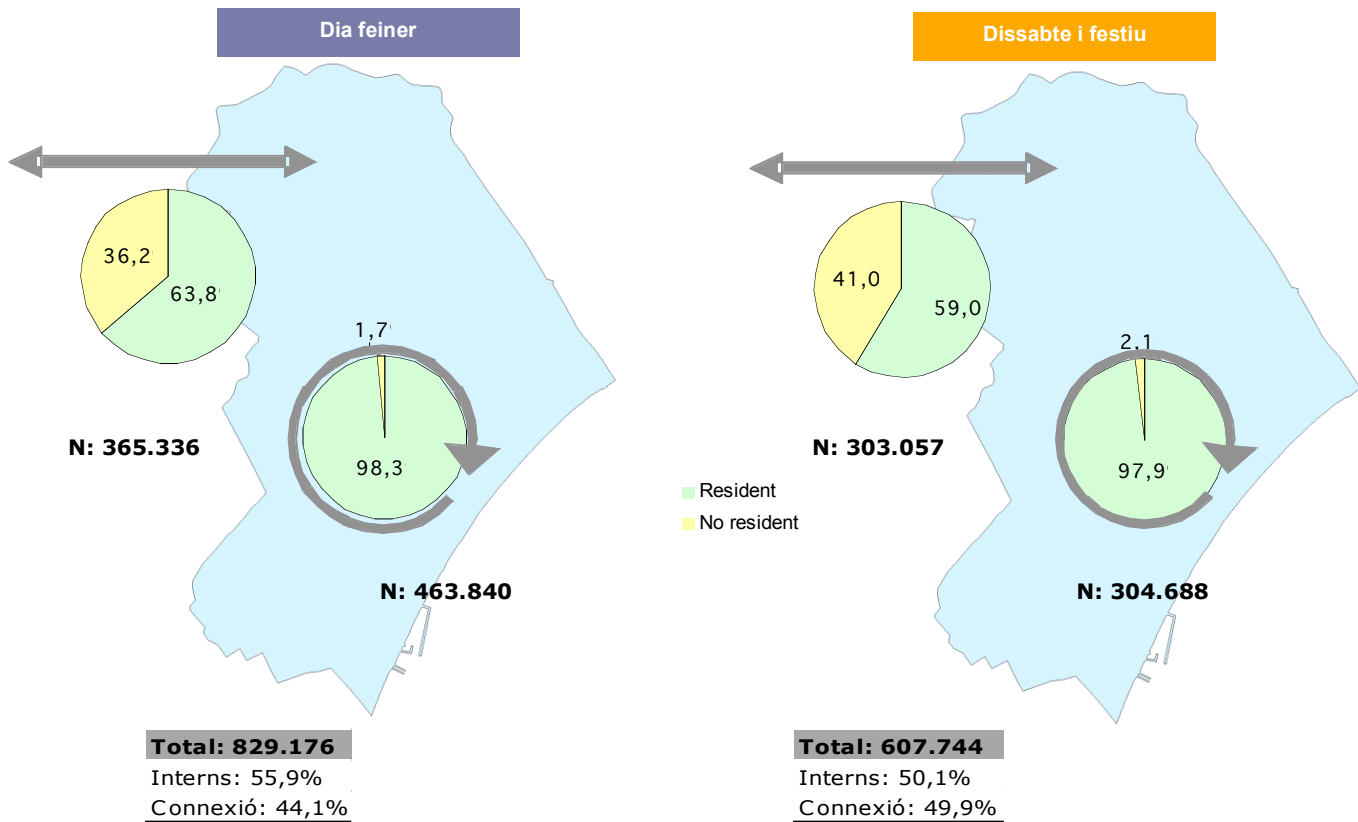 Dia feiner
Dissabte i festiu
36,2
63,8
1,7
98,3
N: 365.336
N: 463.840
41,0
59,0
2,1
97,9
N: 303.057
N: 304.688
Resident
No resident
Total: 829.176
Interns: 55,9%
Connexió: 44,1%
Total: 607.744
Interns: 50,1%
Connexió: 49,9%